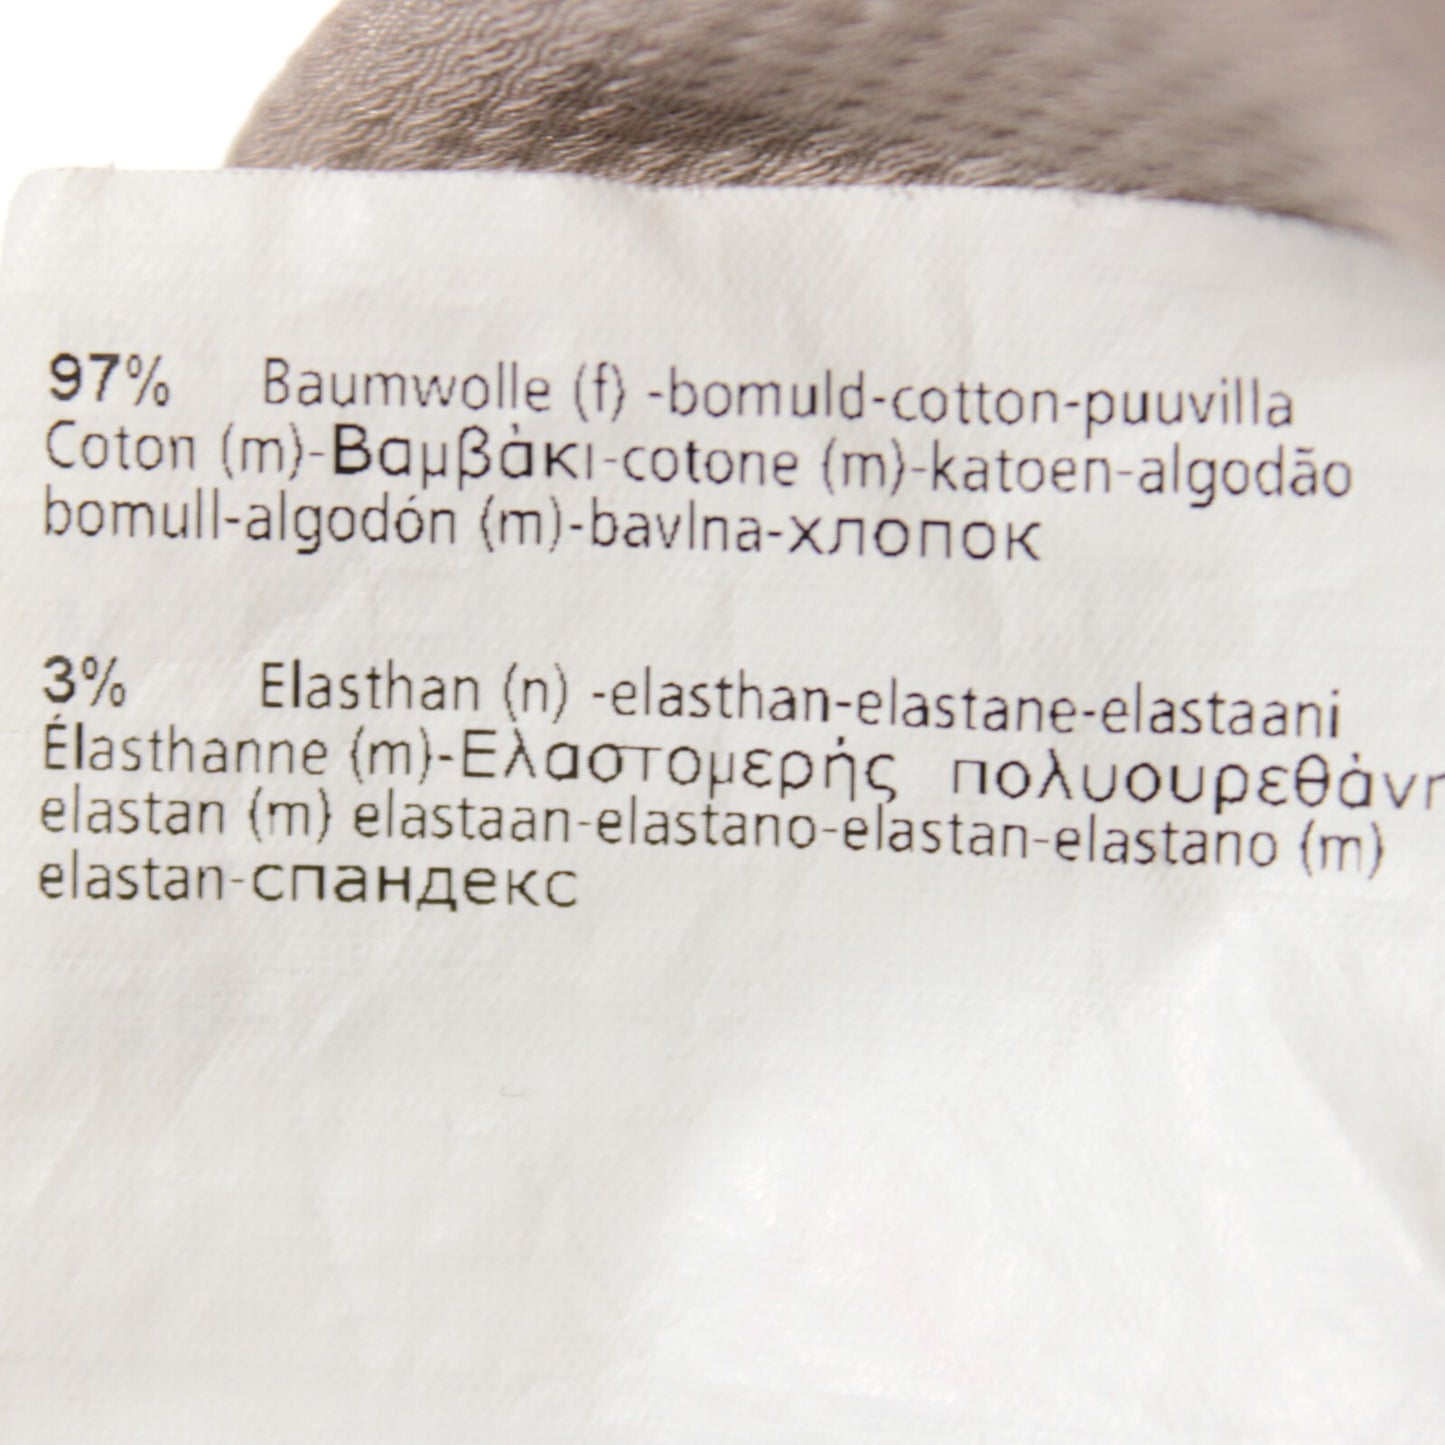 97% Baumwolle (f) -bomuld-cotton-puuvilla
Coton (m)-Βαμβάκι-cotone (m)-katoen-algodão
bomull-algodón (m)-bavlna-хлопок
3% Elasthan (n) -elasthan-elastane-elastaani
Élasthanne (m)-Ελαστομερής
elastan (m) elastaan-elastano-elastan-elastano (m)
elastan-спандекс